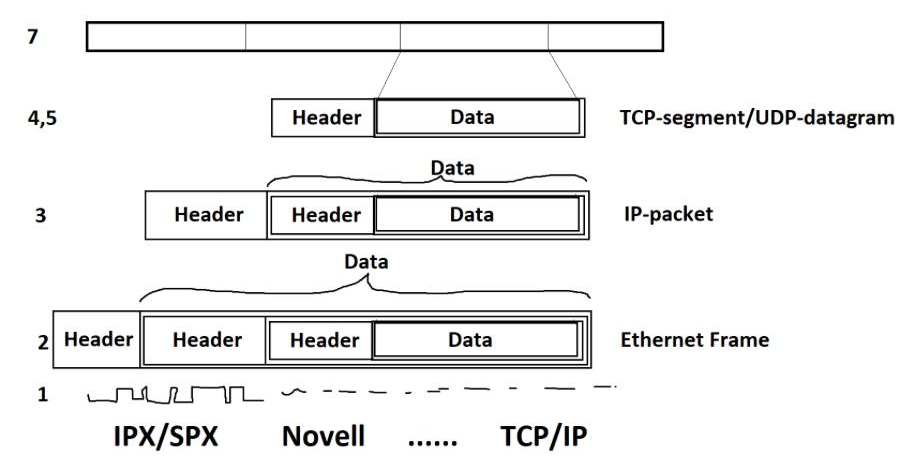 7
4,5 Header Data TCP-segment/UDP-datagram
Data
3 Header Header Data IP-packet
Data
2 Header Header Header Data Ethernet Frame
1
IPX/SPX Novell ...... TCP/IP